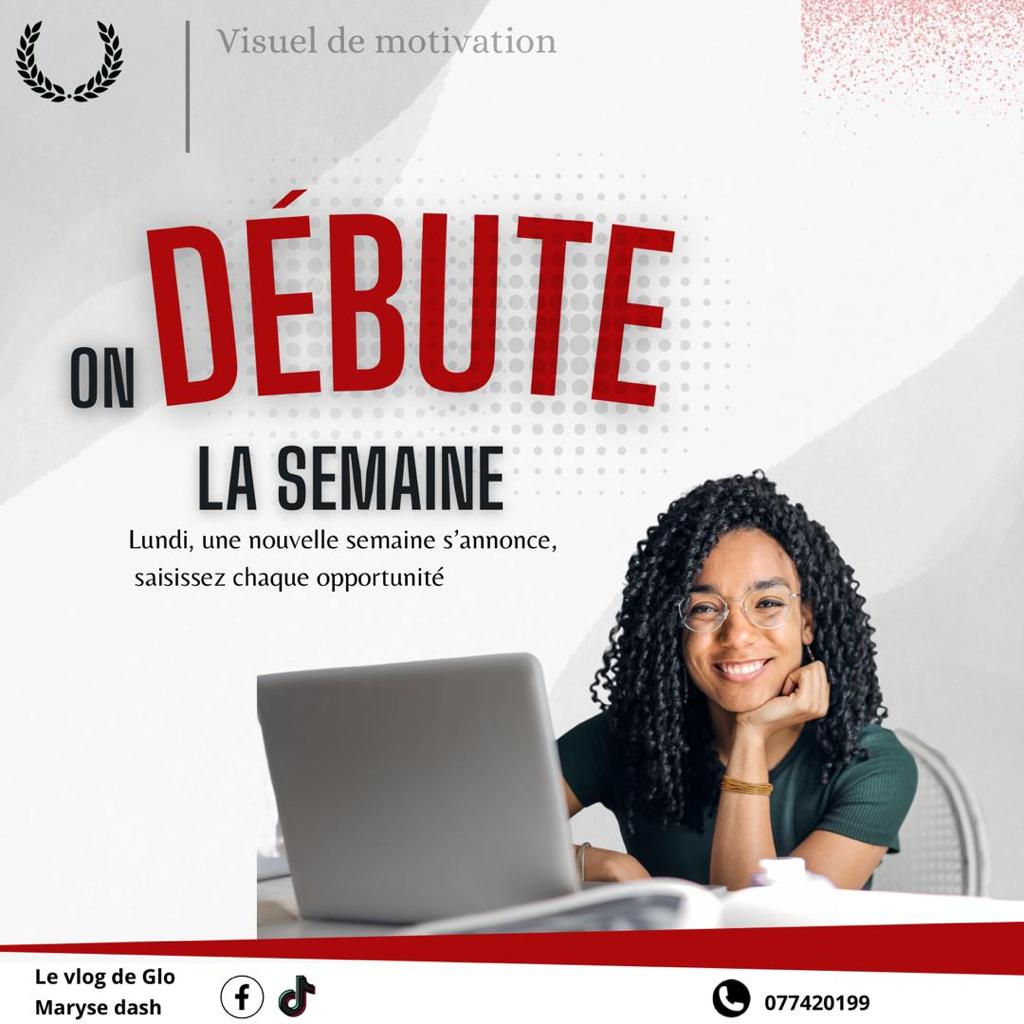 Visuel de motivation
ON DÉBUTE
LA SEMAINE
Lundi, une nouvelle semaine s’annonce,
saisissez chaque opportunité
Le vlog de Glo
Maryse dash
077420199